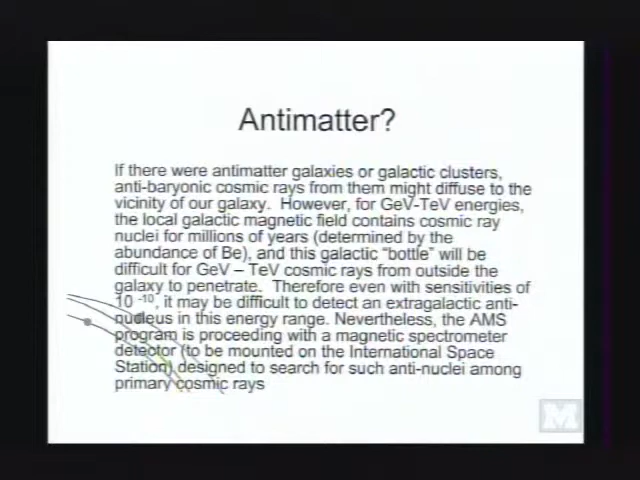 Antimatter?
If there were antimatter galaxies or galactic clusters,
anti-baryonic cosmic rays from them might diffuse to the
vicinity of our galaxy.  However, for GeV-TeV energies,
the local galactic magnetic field contains cosmic ray
nuclei for millions of years (determined by the
abundance of Be), and this galactic “bottle” will be
difficult for GeV – TeV cosmic rays from outside the
galaxy to penetrate.  Therefore even with sensitivities of
10 -10, it may be difficult to detect an extragalactic anti-
nucleus in this energy range. Nevertheless, the AMS
program is proceeding with a magnetic spectrometer
detector (to be mounted on the International Space
Station) designed to search for such anti-nuclei among
primary cosmic rays
M